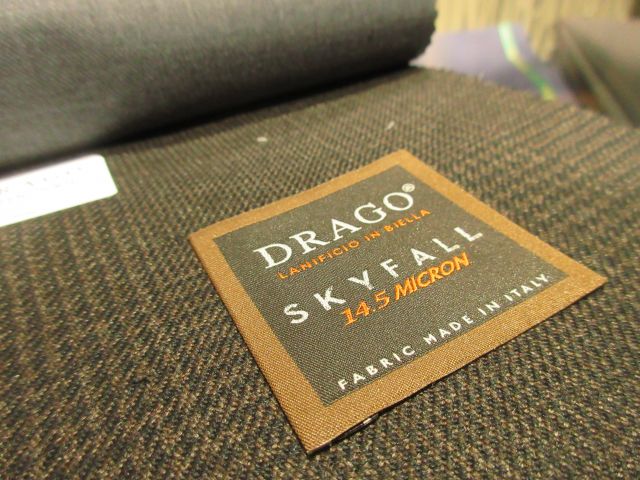 DRAGO®
LANIFICIO IN BIELLA
SKYFALL
14.5 MICRON
FABRIC MADE IN ITALY